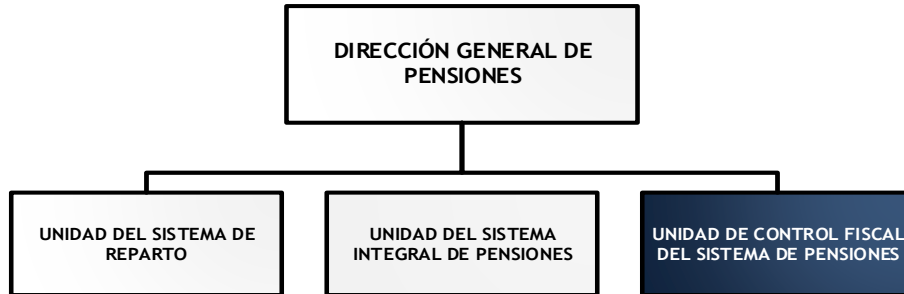 DIRECCIÓN GENERAL DE
PENSIONES
UNIDAD DEL SISTEMA DE
REPARTO
UNIDAD DEL SISTEMA
INTEGRAL DE PENSIONES
UNIDAD DE CONTROL FISCAL
DEL SISTEMA DE PENSIONES